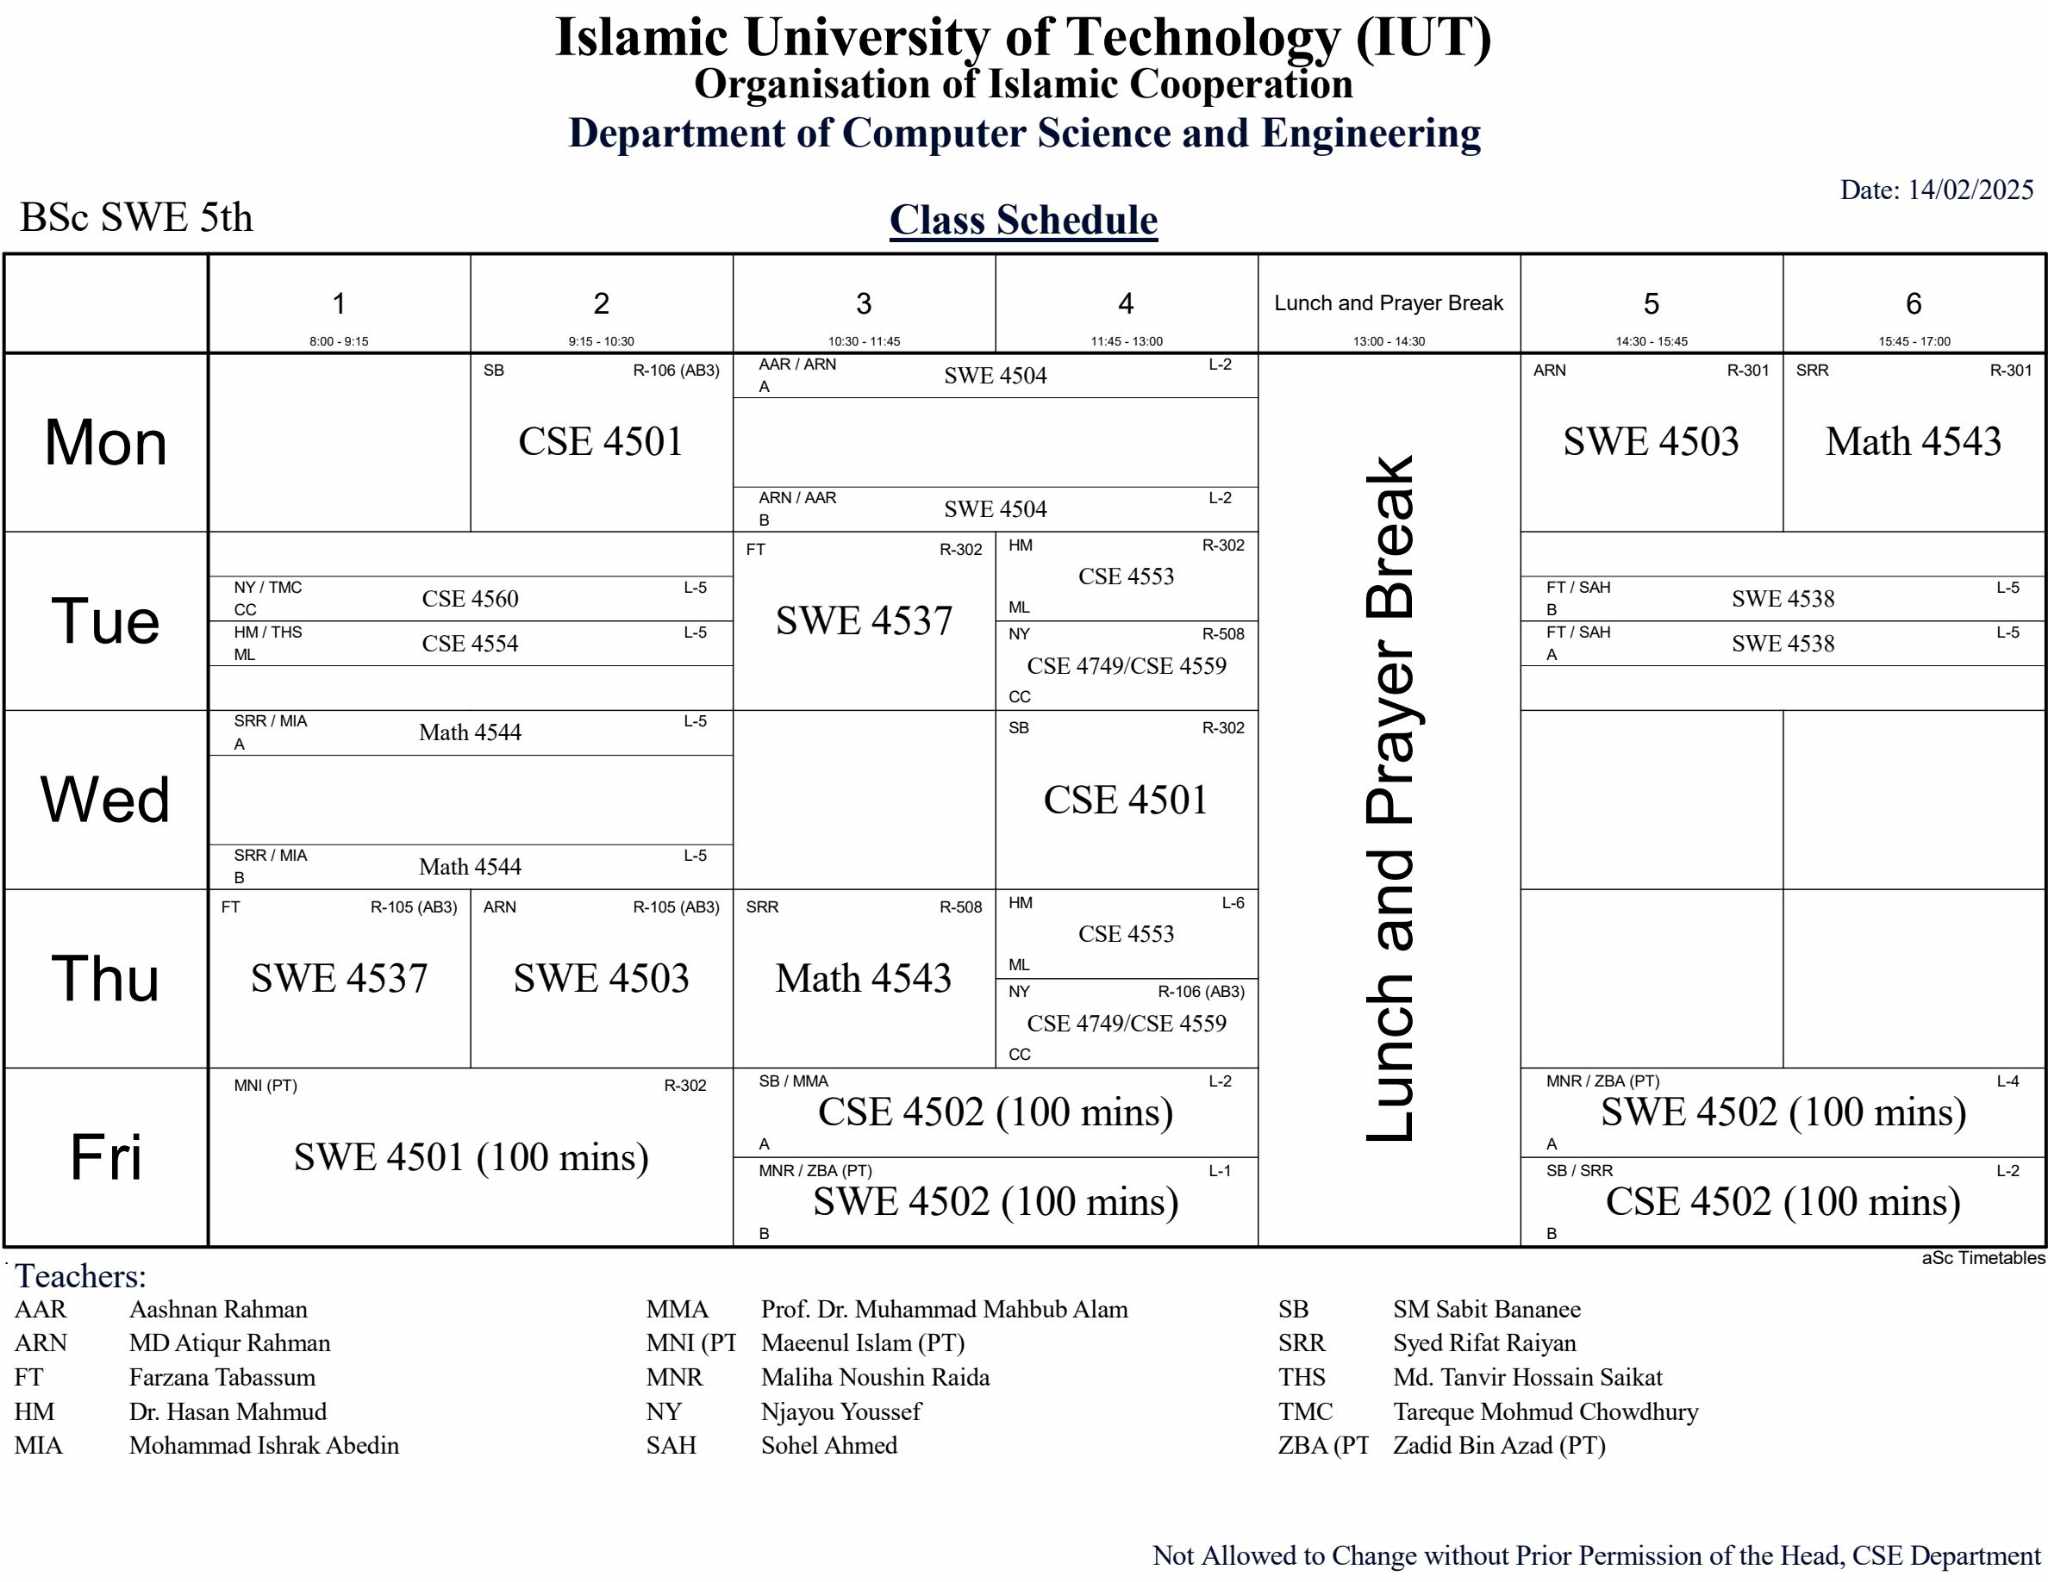 Islamic University of Technology (IUT)
Organisation of Islamic Cooperation
Department of Computer Science and Engineering
Date: 14/02/2025
BSc SWE 5th
Class Schedule
1
8:00 - 9:15
2
9:15 - 10:30
3
10:30 - 11:45
4
11:45 - 13:00
Lunch and Prayer Break
13:00 - 14:30
5
14:30 - 15:45
6
15:45 - 17:00
Mon
SB R-106 (AB3)
CSE 4501
AAR / ARN SWE 4504 L-2
A
ARN / AAR SWE 4504 L-2
B
Lunch and Prayer Break
ARN R-301
SWE 4503
SRR R-301
Math 4543
Tue
NY / TMC CSE 4560 L-5
CC
HM / THS CSE 4554 L-5
ML
FT R-302
SWE 4537
HM R-302
CSE 4553
ML
NY R-508
CSE 4749/CSE 4559
CC
FT / SAH SWE 4538 L-5
B
FT / SAH SWE 4538 L-5
A
Wed
SRR / MIA Math 4544 L-5
A
SRR / MIA Math 4544 L-5
B
SB R-302
CSE 4501
Thu
FT R-105 (AB3)
SWE 4537
ARN R-105 (AB3)
SWE 4503
SRR R-508
Math 4543
HM L-6
CSE 4553
ML
NY R-106 (AB3)
CSE 4749/CSE 4559
CC
Fri
MNI (PT) R-302
SWE 4501 (100 mins)
SB / MMA L-2
CSE 4502 (100 mins)
A
MNR / ZBA (PT) L-1
SWE 4502 (100 mins)
B
MNR / ZBA (PT) L-4
SWE 4502 (100 mins)
A
SB / SRR L-2
CSE 4502 (100 mins)
B
aSc Timetables
Teachers:
AAR Aashnan Rahman MMA Prof. Dr. Muhammad Mahbub Alam SB SM Sabit Bananee
ARN MD Atiqur Rahman MNI (PT Maeenul Islam (PT) SRR Syed Rifat Raiyan
FT Farzana Tabassum MNR Maliha Noushin Raida THS Md. Tanvir Hossain Saikat
HM Dr. Hasan Mahmud NY Njayou Youssef TMC Tareque Mohmud Chowdhury
MIA Mohammad Ishrak Abedin SAH Sohel Ahmed ZBA (PT Zadid Bin Azad (PT)
Not Allowed to Change without Prior Permission of the Head, CSE Department